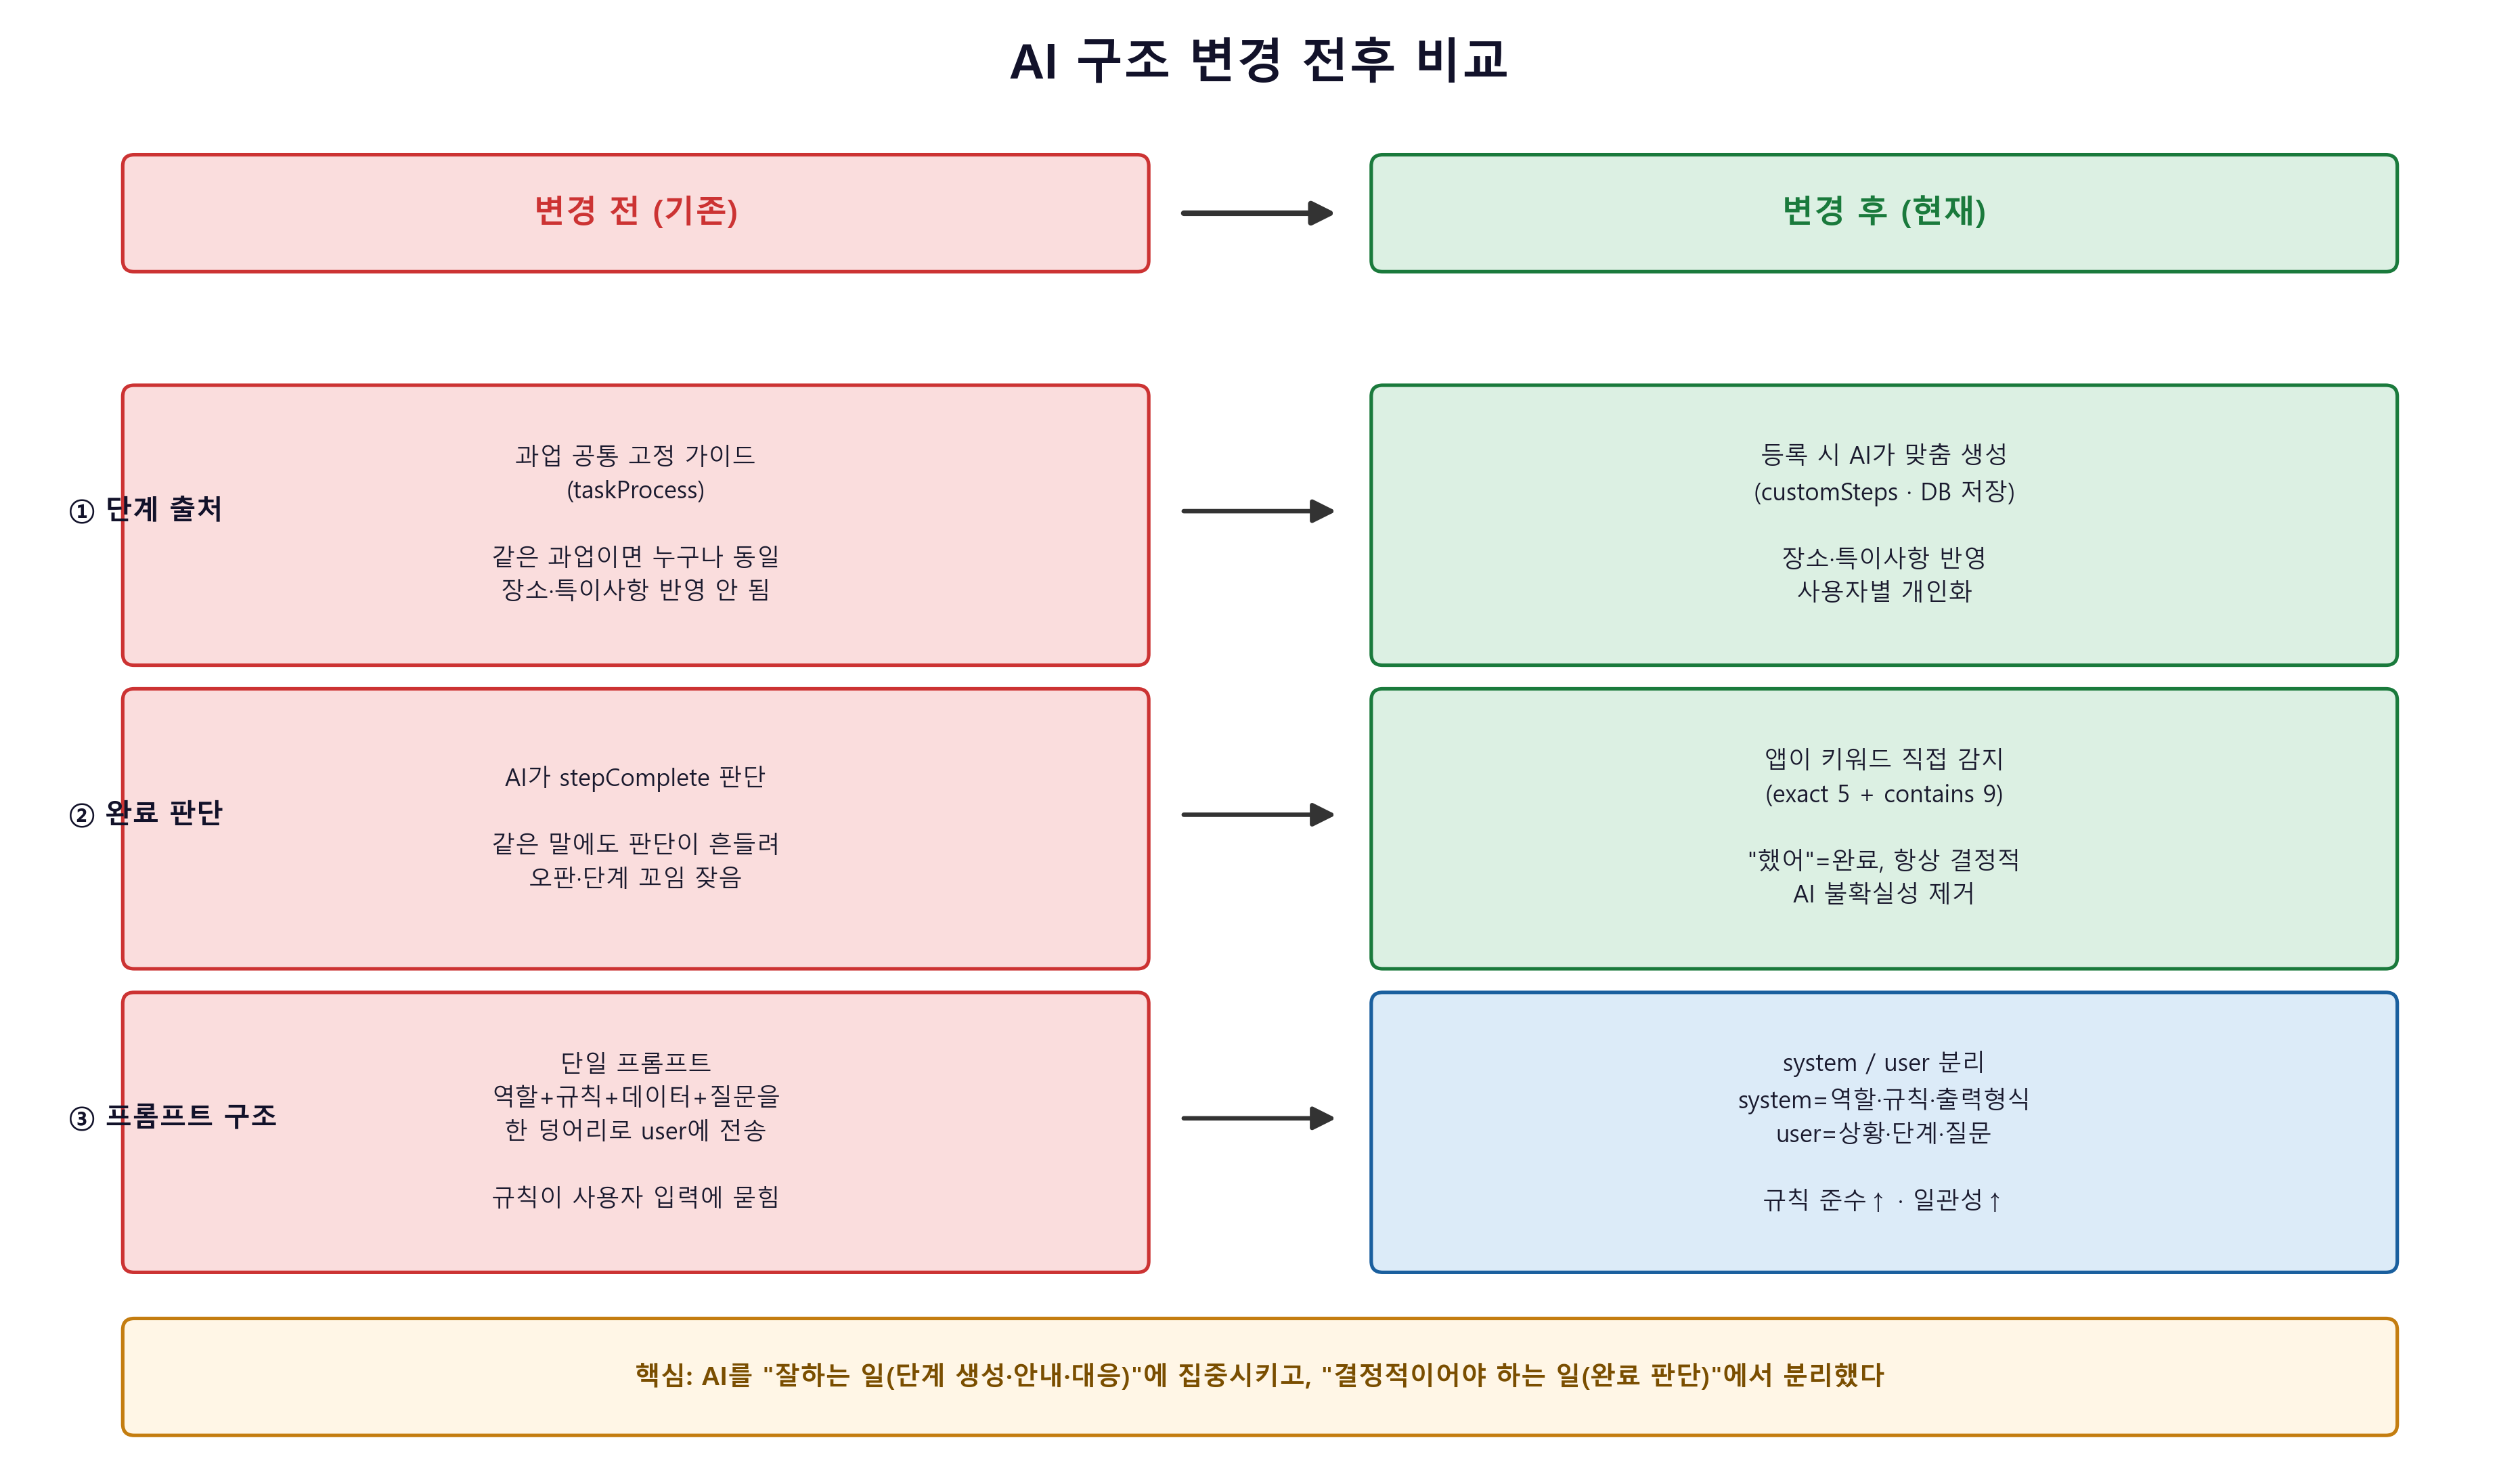 AI 구조 변경 전후 비교
변경 전 (기존)
변경 후 (현재)
① 단계 출처
과업 공통 고정 가이드
(taskProcess)
같은 과업이면 누구나 동일
장소·특이사항 반영 안 됨
등록 시 AI가 맞춤 생성
(customSteps · DB 저장)
장소·특이사항 반영
사용자별 개인화
② 완료 판단
AI가 stepComplete 판단
같은 말에도 판단이 흔들려
오판·단계 꼬임 잦음
앱이 키워드 직접 감지
(exact 5 + contains 9)
"했어"=완료, 항상 결정적
AI 불확실성 제거
③ 프롬프트 구조
단일 프롬프트
역할+규칙+데이터+질문을
한 덩어리로 user에 전송
규칙이 사용자 입력에 묻힘
system / user 분리
system=역할·규칙·출력형식
user=상황·단계·질문
규칙 준수↑ · 일관성↑
핵심: AI를 "잘하는 일(단계 생성·안내·대응)"에 집중시키고, "결정적이어야 하는 일(완료 판단)"에서 분리했다